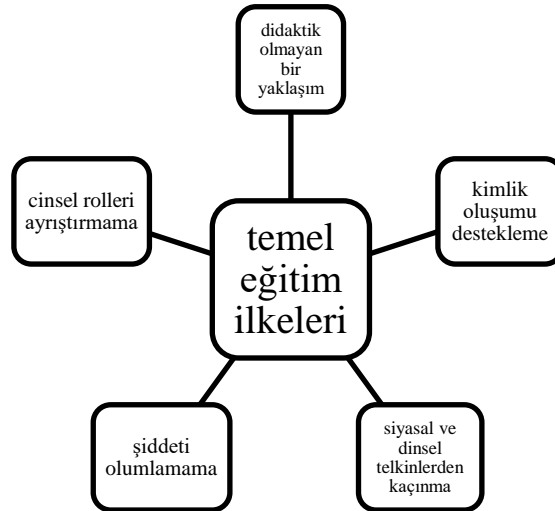 didaktik
olmayan
bir
yaklaşım
cinsel rolleri
ayrıştırmama
kimlik
oluşumu
destekleme
temel
eğitim
ilkeleri
şiddeti
olumlamama
siyasal ve
dinsel
telkinlerden
kaçınma